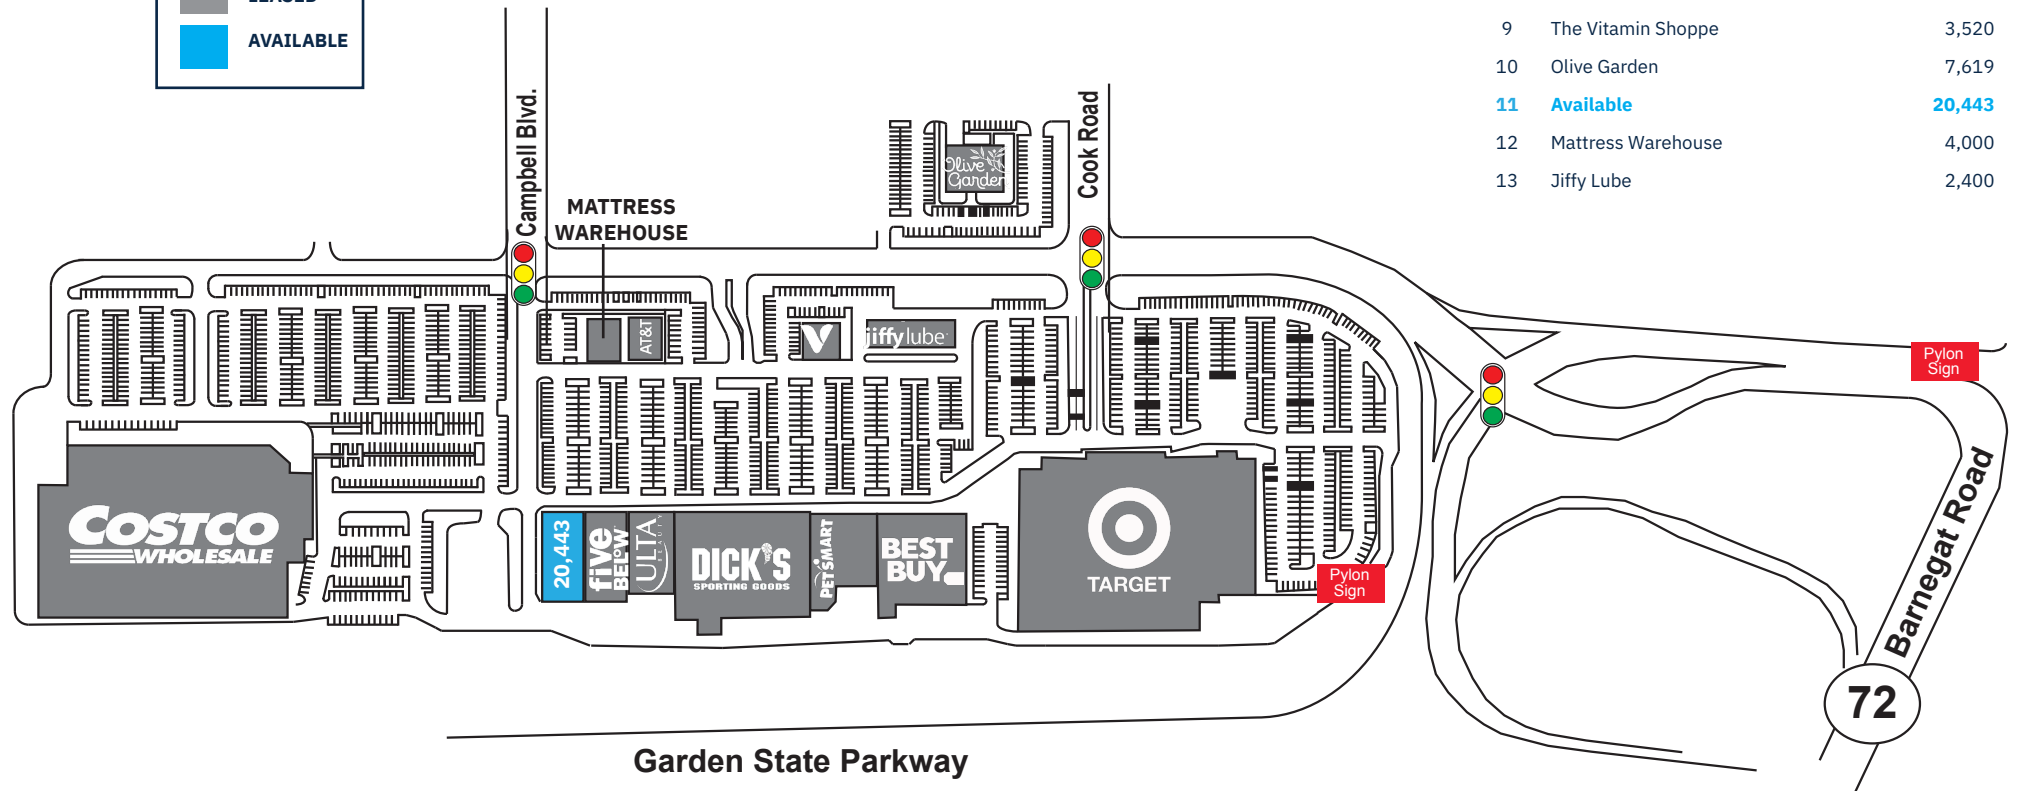 AVAILABLE
9 The Vitamin Shoppe 3,520
10 Olive Garden 7,619
11 Available 20,443
12 Mattress Warehouse 4,000
13 Jiffy Lube 2,400
Campbell Blvd.
Cook Road
Olive
Garden
MATTRESS
WAREHOUSE
AT&T
V
jiffy lube
Pylon
Sign
COSTCO
WHOLESALE
20,443
five
BELOW
ULTA
BEAUTY
DICK'S
SPORTING GOODS
PETSMART
BEST
BUY
TARGET
Pylon
Sign
Barnegat Road
72
Garden State Parkway